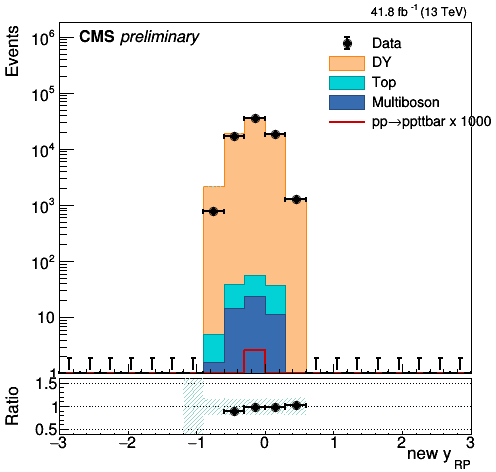 41.8 fb⁻¹ (13 TeV)
CMS preliminary
Events
Data
DY
Top
Multiboson
pp→ppttbar x 1000
10⁶
10⁵
10⁴
10³
10²
10
1
Ratio
1.5
1
0.5
−3 −2 −1 0 1 2 3
new y_RP